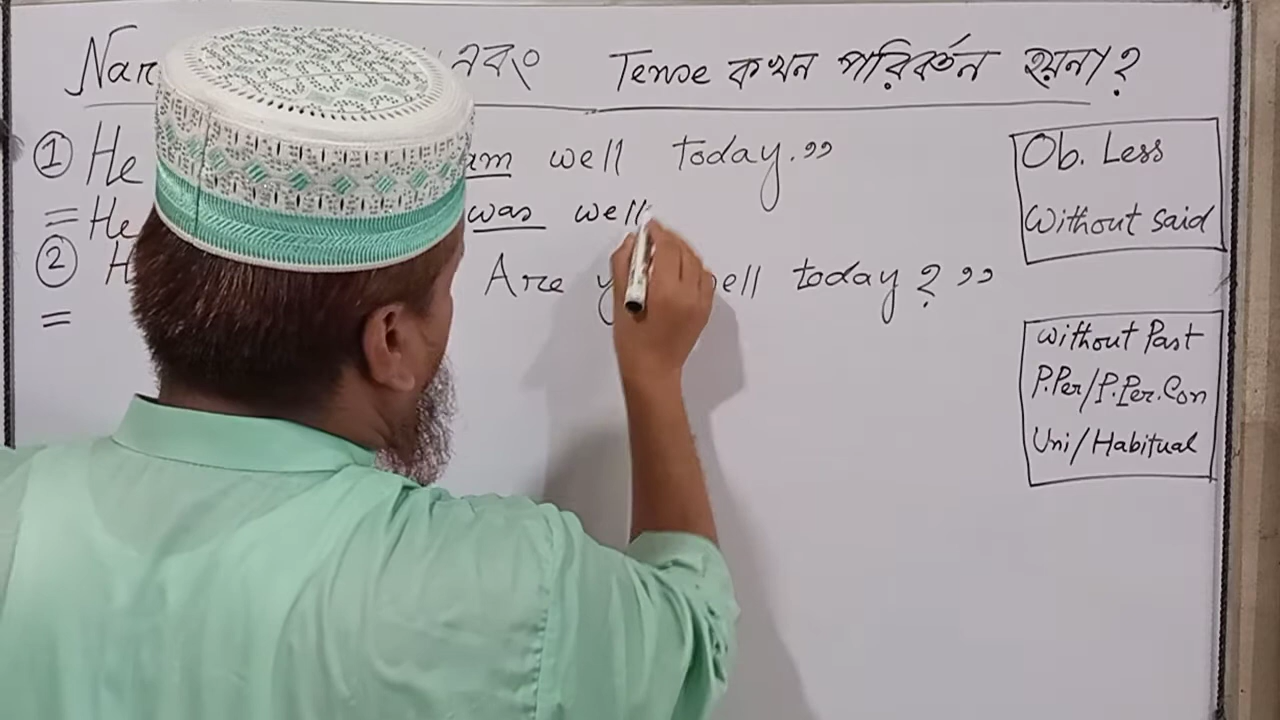 Nar এবং Tense কখন পরিবর্তন হয়না?
① He am well today.”
= He was well
② H Are well today?”
=
Ob. Less
Without said
Without Past
P.Per/P.Per.Con
Uni/Habitual